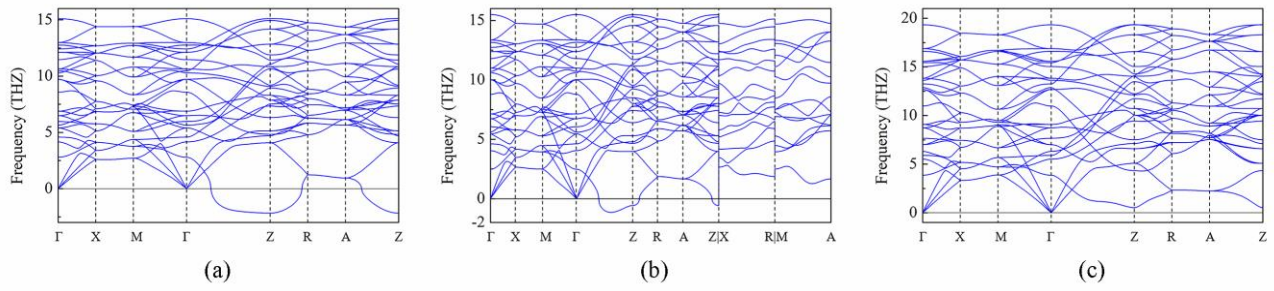 15
10
5
0
Frequency (THZ)
Γ X M Γ Z R A Z
(a)
15
10
5
0
-2
Frequency (THZ)
Γ X M Γ Z R A Z|X R|M A
(b)
20
15
10
5
0
Frequency (THZ)
Γ X M Γ Z R A Z
(c)